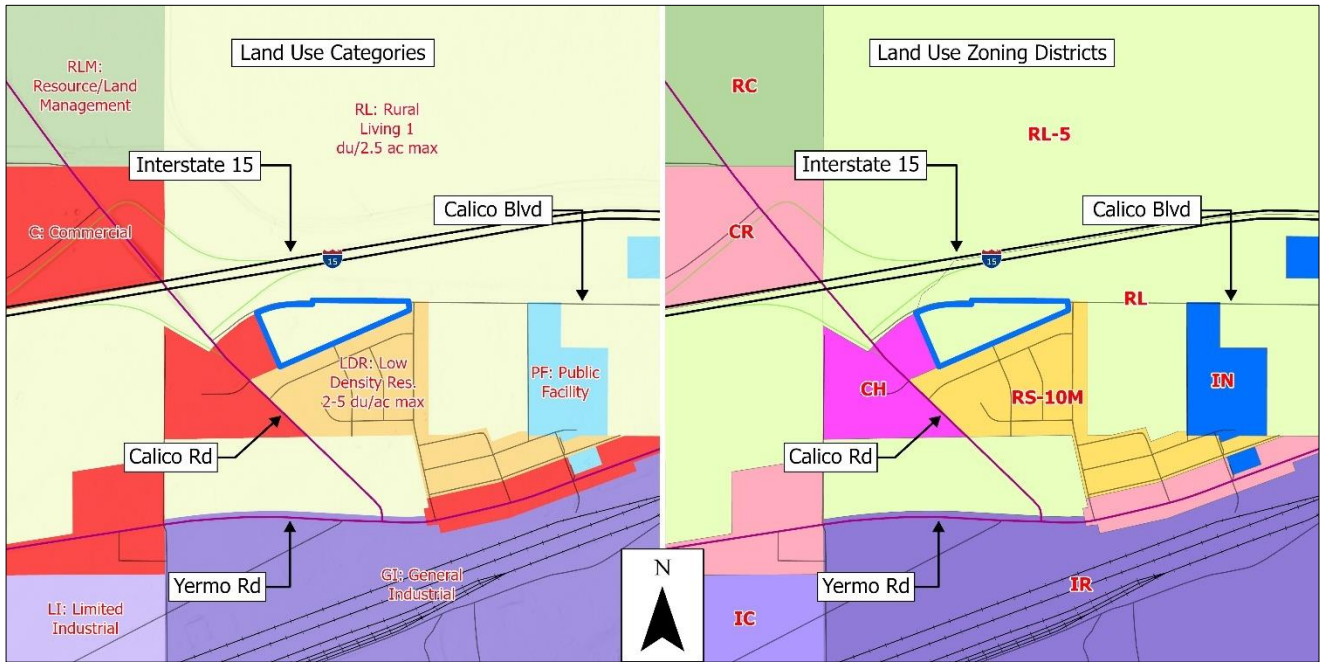 Land Use Categories
RLM:
Resource/Land
Management
RL: Rural
Living 1
du/2.5 ac max
Interstate 15
Calico Blvd
C: Commercial
15
LDR: Low
Density Res.
2-5 du/ac max
PF: Public
Facility
Calico Rd
Yermo Rd
GI: General
Industrial
LI: Limited
Industrial
N
Land Use Zoning Districts
RC
RL-5
Interstate 15
Calico Blvd
CR
15
RL
CH
RS-10M
IN
Calico Rd
Yermo Rd
IR
IC